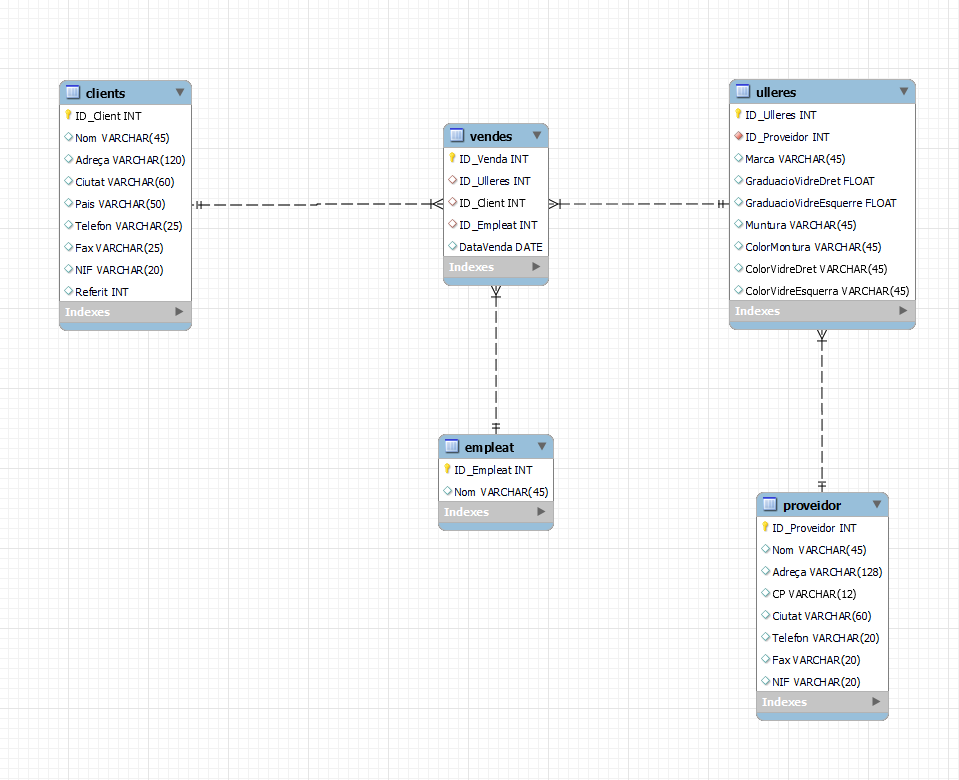 clients
ID_Client INT
Nom VARCHAR(45)
Adreça VARCHAR(120)
Ciutat VARCHAR(60)
Pais VARCHAR(50)
Telefon VARCHAR(25)
Fax VARCHAR(25)
NIF VARCHAR(20)
Referit INT
Indexes
vendes
ID_Venda INT
ID_Ulleres INT
ID_Client INT
ID_Empleat INT
DataVenda DATE
Indexes
ulleres
ID_Ulleres INT
ID_Proveidor INT
Marca VARCHAR(45)
GraduacioVidreDret FLOAT
GraduacioVidreEsquerre FLOAT
Muntura VARCHAR(45)
ColorMontura VARCHAR(45)
ColorVidreDret VARCHAR(45)
ColorVidreEsquerra VARCHAR(45)
Indexes
empleat
ID_Empleat INT
Nom VARCHAR(45)
Indexes
proveidor
ID_Proveidor INT
Nom VARCHAR(45)
Adreça VARCHAR(128)
CP VARCHAR(12)
Ciutat VARCHAR(60)
Telefon VARCHAR(20)
Fax VARCHAR(20)
NIF VARCHAR(20)
Indexes